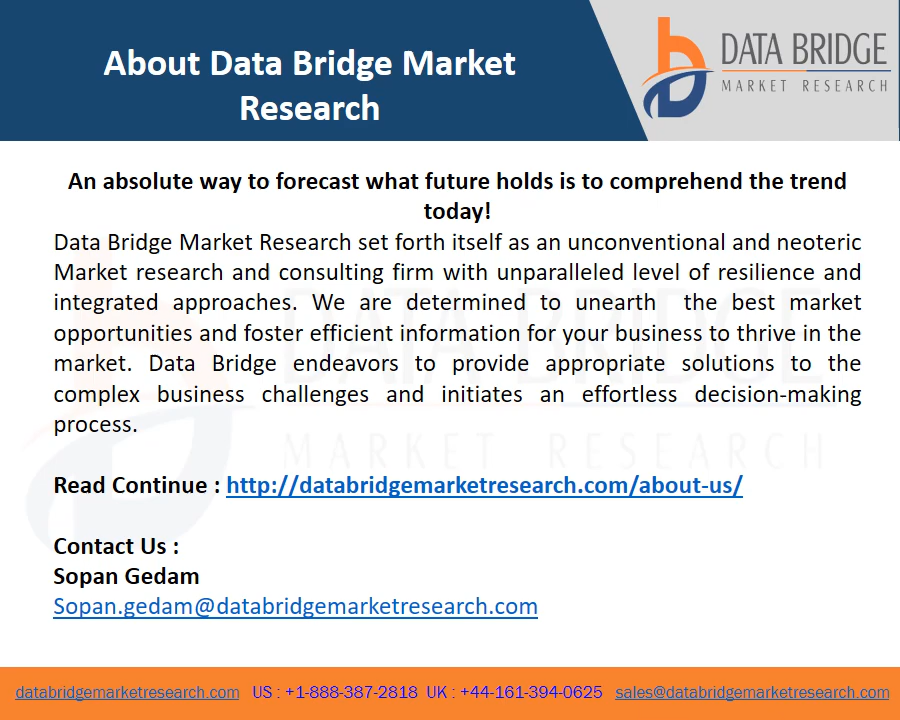 About Data Bridge Market
Research
DATA BRIDGE
MARKET RESEARCH
An absolute way to forecast what future holds is to comprehend the trend
today!
Data Bridge Market Research set forth itself as an unconventional and neoteric
Market research and consulting firm with unparalleled level of resilience and
integrated approaches. We are determined to unearth the best market
opportunities and foster efficient information for your business to thrive in the
market. Data Bridge endeavors to provide appropriate solutions to the
complex business challenges and initiates an effortless decision-making
process.
DATA BRIDGE
MARKET RESEARCH
Read Continue : http://databridgemarketresearch.com/about-us/
Contact Us :
Sopan Gedam
Sopan.gedam@databridgemarketresearch.com
databridgemarketresearch.com US : +1-888-387-2818 UK : +44-161-394-0625 sales@databridgemarketresearch.com